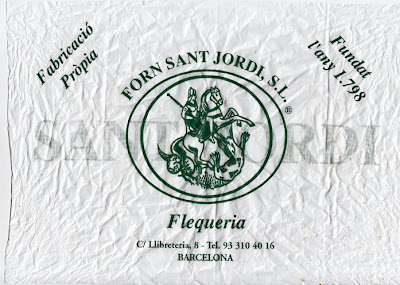 Fabricació
Pròpia
FORN SANT JORDI, S.L.
®
Fundat
l'any 1.798
SANT JORDI
Flequeria
C/ Llibreteria, 8 - Tel. 93 310 40 16
BARCELONA